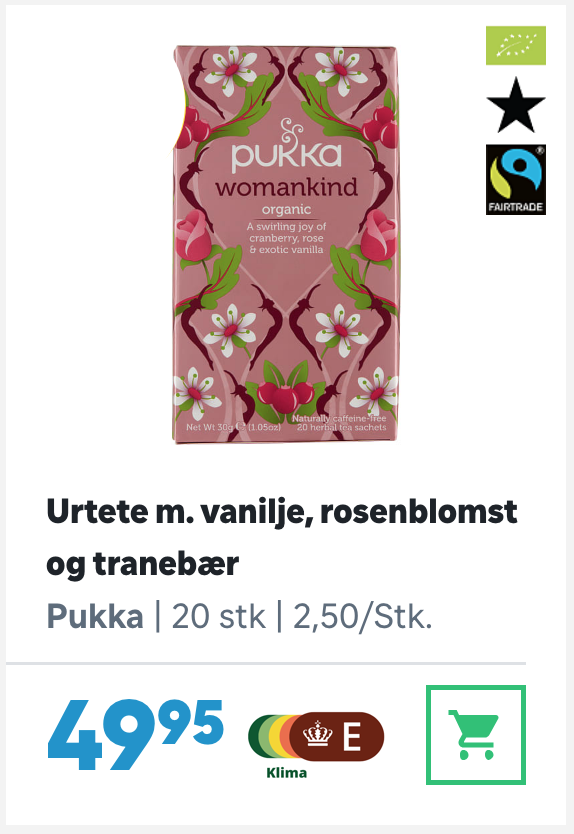 FAIRTRADE
pukka
womankind
organic
A swirling joy of
cranberry, rose
& exotic vanilla
Naturally caffeine-free
Net Wt 30g ℮ (1.05oz) 20 herbal tea sachets
Urtete m. vanilje, rosenblomst
og tranebær
Pukka | 20 stk | 2,50/Stk.
4995
E
Klima